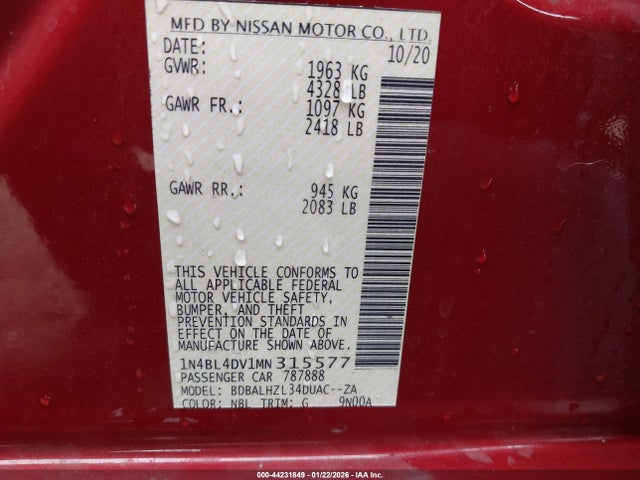 MFD BY NISSAN MOTOR CO., LTD.
DATE: 10/20
GVWR: 1963 KG
4328 LB
GAWR FR.: 1097 KG
2418 LB
GAWR RR.: 945 KG
2083 LB
THIS VEHICLE CONFORMS TO
ALL APPLICABLE FEDERAL
MOTOR VEHICLE SAFETY,
BUMPER, AND THEFT
PREVENTION STANDARDS IN
EFFECT ON THE DATE OF
MANUFACTURE SHOWN ABOVE.
1N4BL4DV1MN315577
PASSENGER CAR 787888
MODEL: BDBALHZL34DUAC--ZA
COLOR: NBL TRIM: G 9N00A
000-44231849 - 01/22/2026 - IAA Inc.